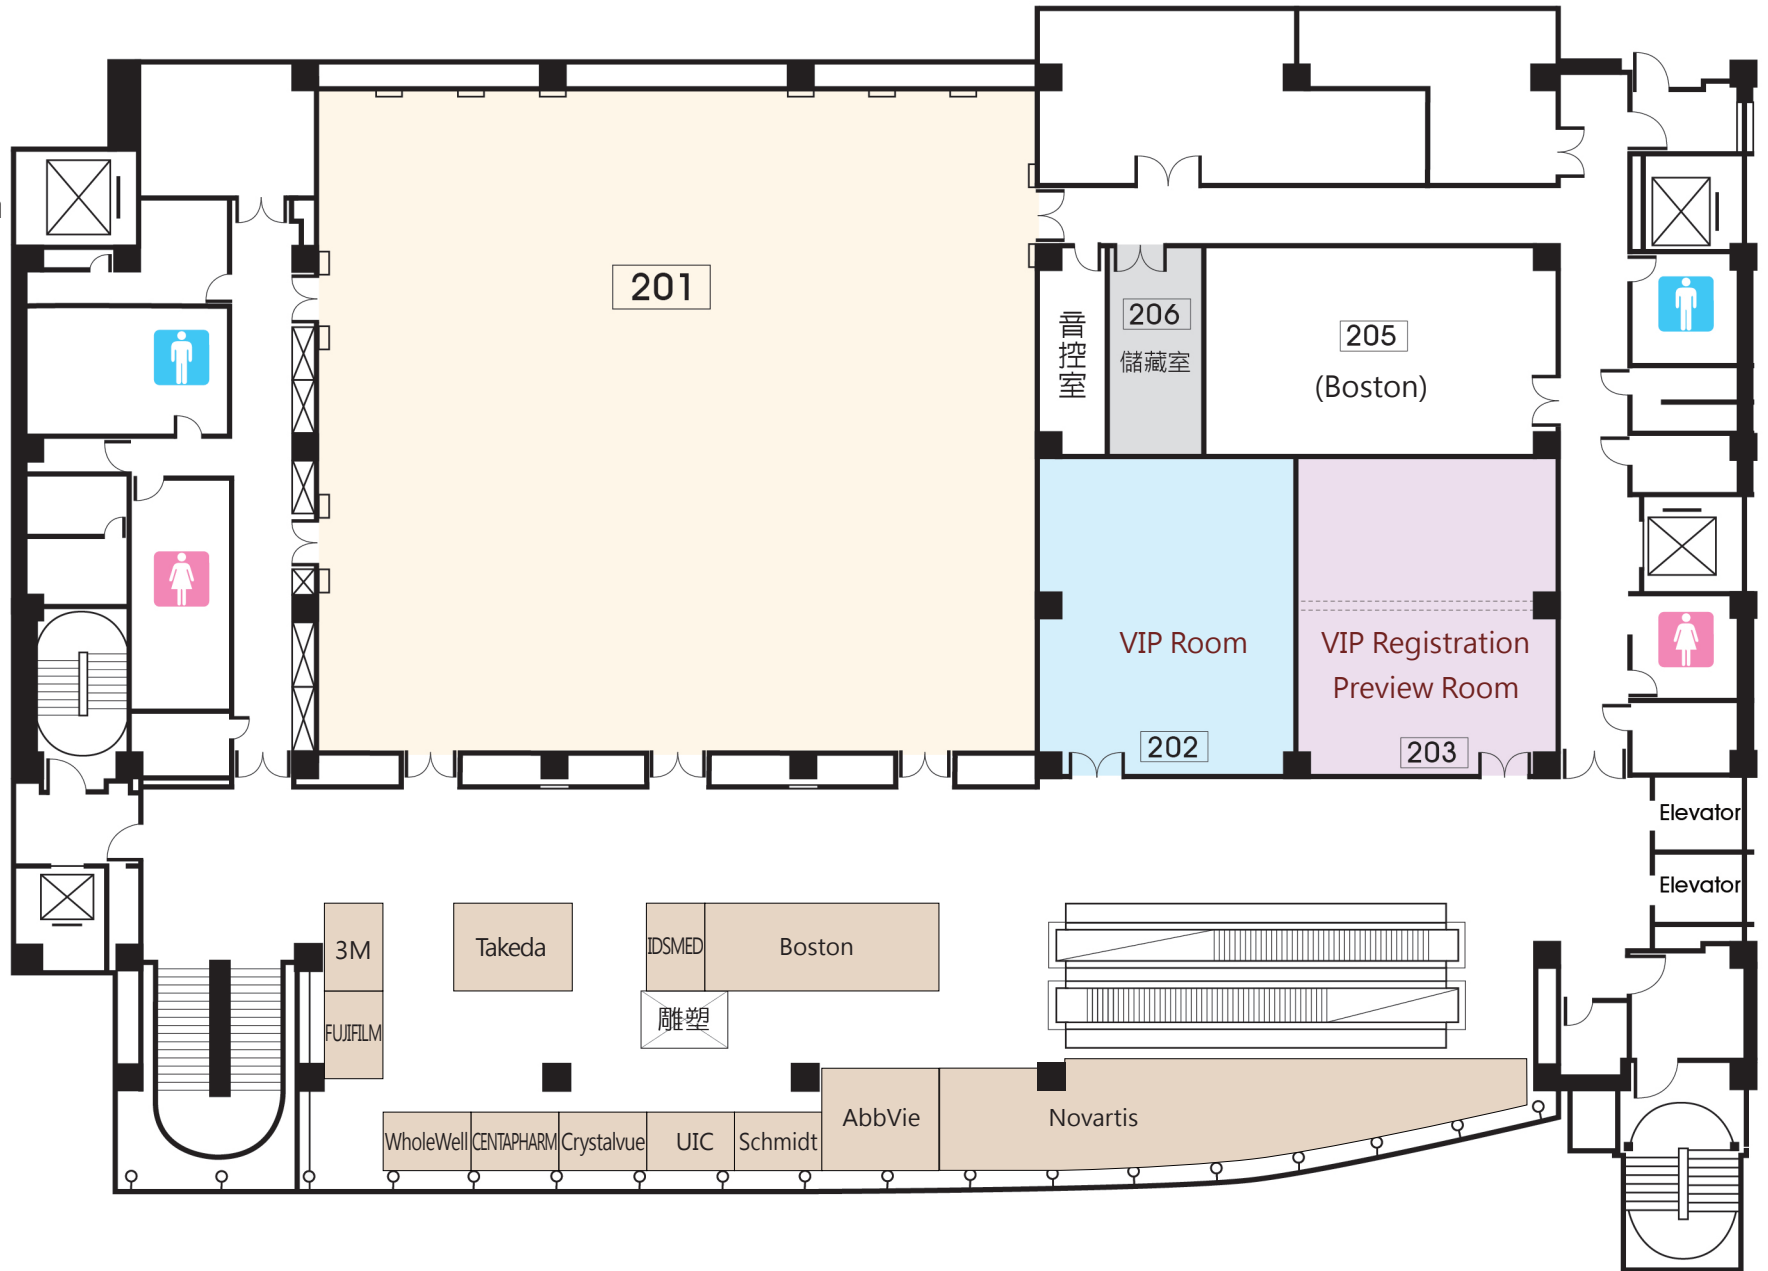 201
音控室
206
儲藏室
205
(Boston)
VIP Room
202
VIP Registration
Preview Room
203
Elevator
Elevator
3M
Takeda
IDSMED
Boston
FUJIFILM
雕塑
AbbVie
Novartis
WholeWell
CENTAPHARM
Crystalvue
UIC
Schmidt